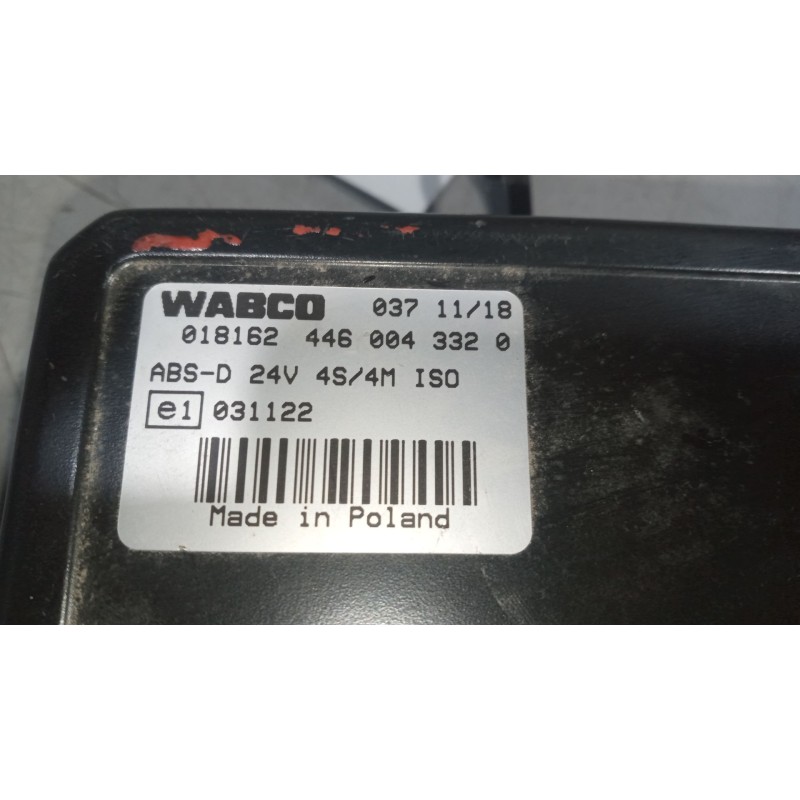 WABCO 037 11/18
018162 446 004 332 0
ABS-D 24V 4S/4M ISO
e1 031122
Made in Poland